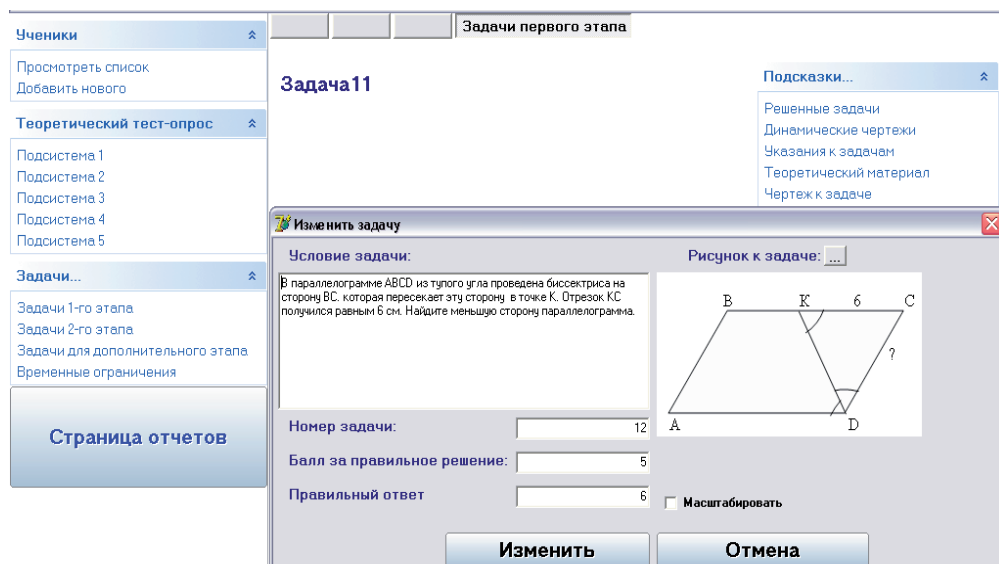 Ученики
Просмотреть список
Добавить нового
Теоретический тест-опрос
Подсистема 1
Подсистема 2
Подсистема 3
Подсистема 4
Подсистема 5
Задачи...
Задачи 1-го этапа
Задачи 2-го этапа
Задачи для дополнительного этапа
Временные ограничения
Страница отчетов
Задачи первого этапа
Задача11
Подсказки...
Решенные задачи
Динамические чертежи
Указания к задачам
Теоретический материал
Чертеж к задаче
Изменить задачу
Условие задачи:
В параллелограмме ABCD из тупого угла проведена биссектриса на
сторону BC. которая пересекает эту сторону в точке K. Отрезок KC
получился равным 6 см. Найдите меньшую сторону параллелограмма.
Рисунок к задаче: ...
B K 6 C
?
A D
Номер задачи: 12
Балл за правильное решение: 5
Правильный ответ 6
Масштабировать
Изменить
Отмена